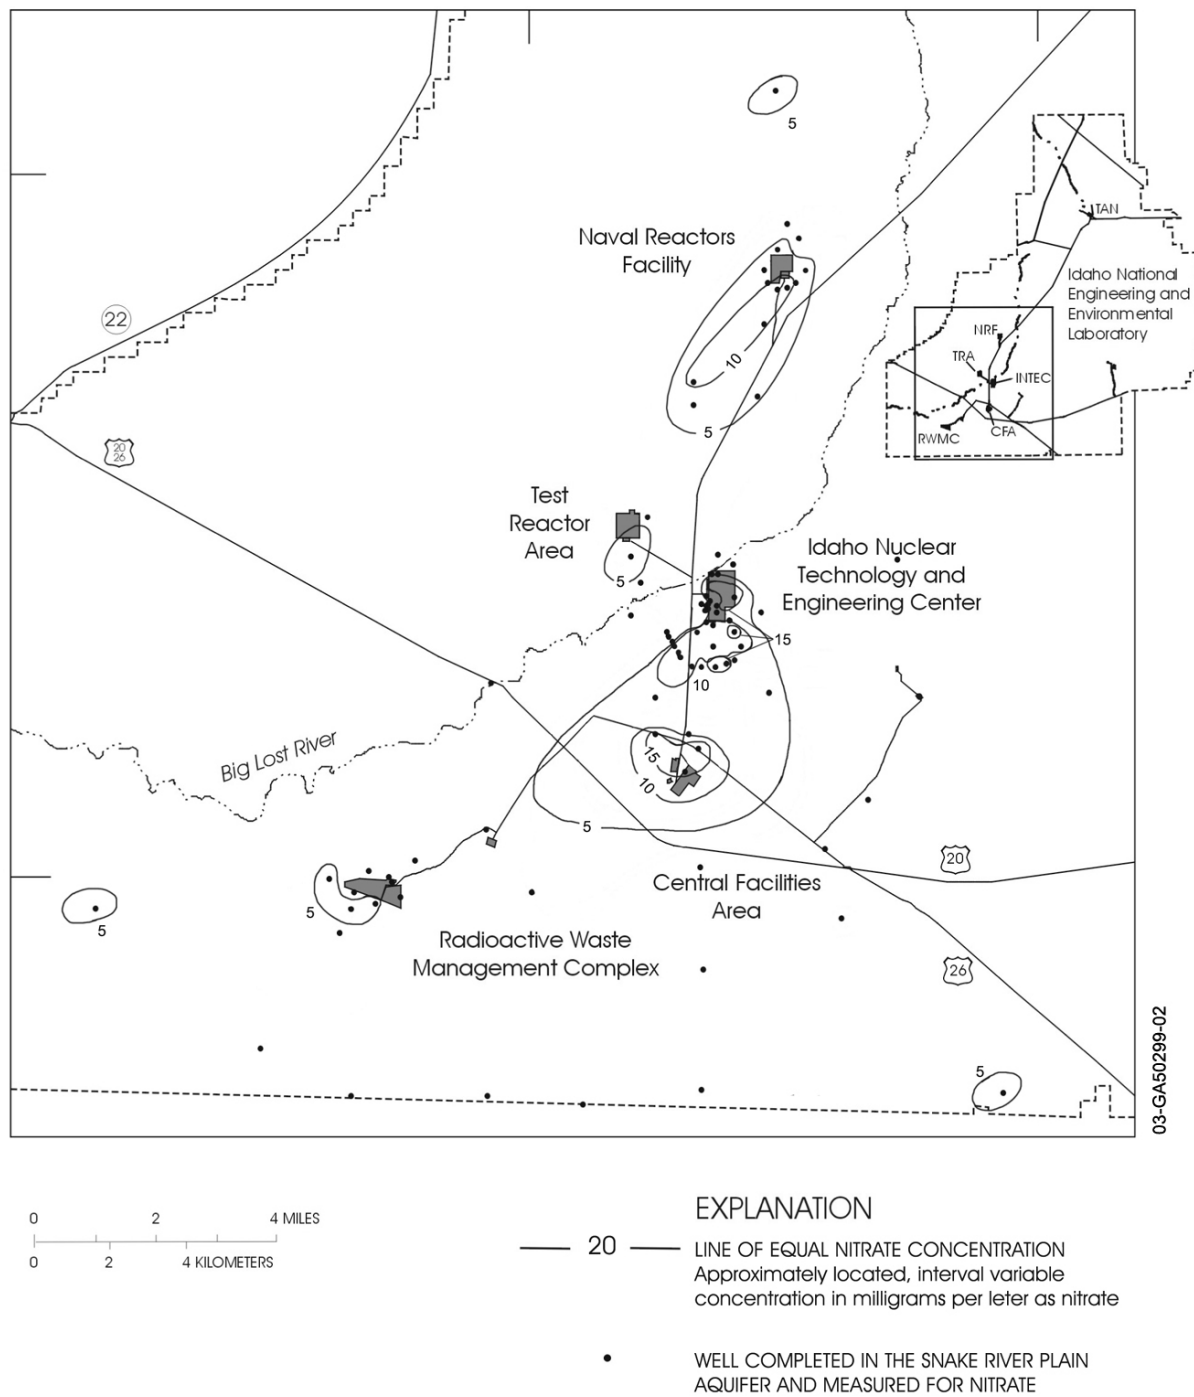 5
Naval Reactors
Facility
22
10
5
20
26
TAN
Idaho National
Engineering and
Environmental
Laboratory
NRF
TRA
INTEC
RWMC
CFA
Test
Reactor
Area
5
Idaho Nuclear
Technology and
Engineering Center
15
10
Big Lost River
15
10
5
20
Central Facilities
Area
5
5
Radioactive Waste
Management Complex
26
5
03-GA50299-02
0 2 4 MILES
0 2 4 KILOMETERS
EXPLANATION
20
LINE OF EQUAL NITRATE CONCENTRATION
Approximately located, interval variable
concentration in milligrams per leter as nitrate
WELL COMPLETED IN THE SNAKE RIVER PLAIN
AQUIFER AND MEASURED FOR NITRATE